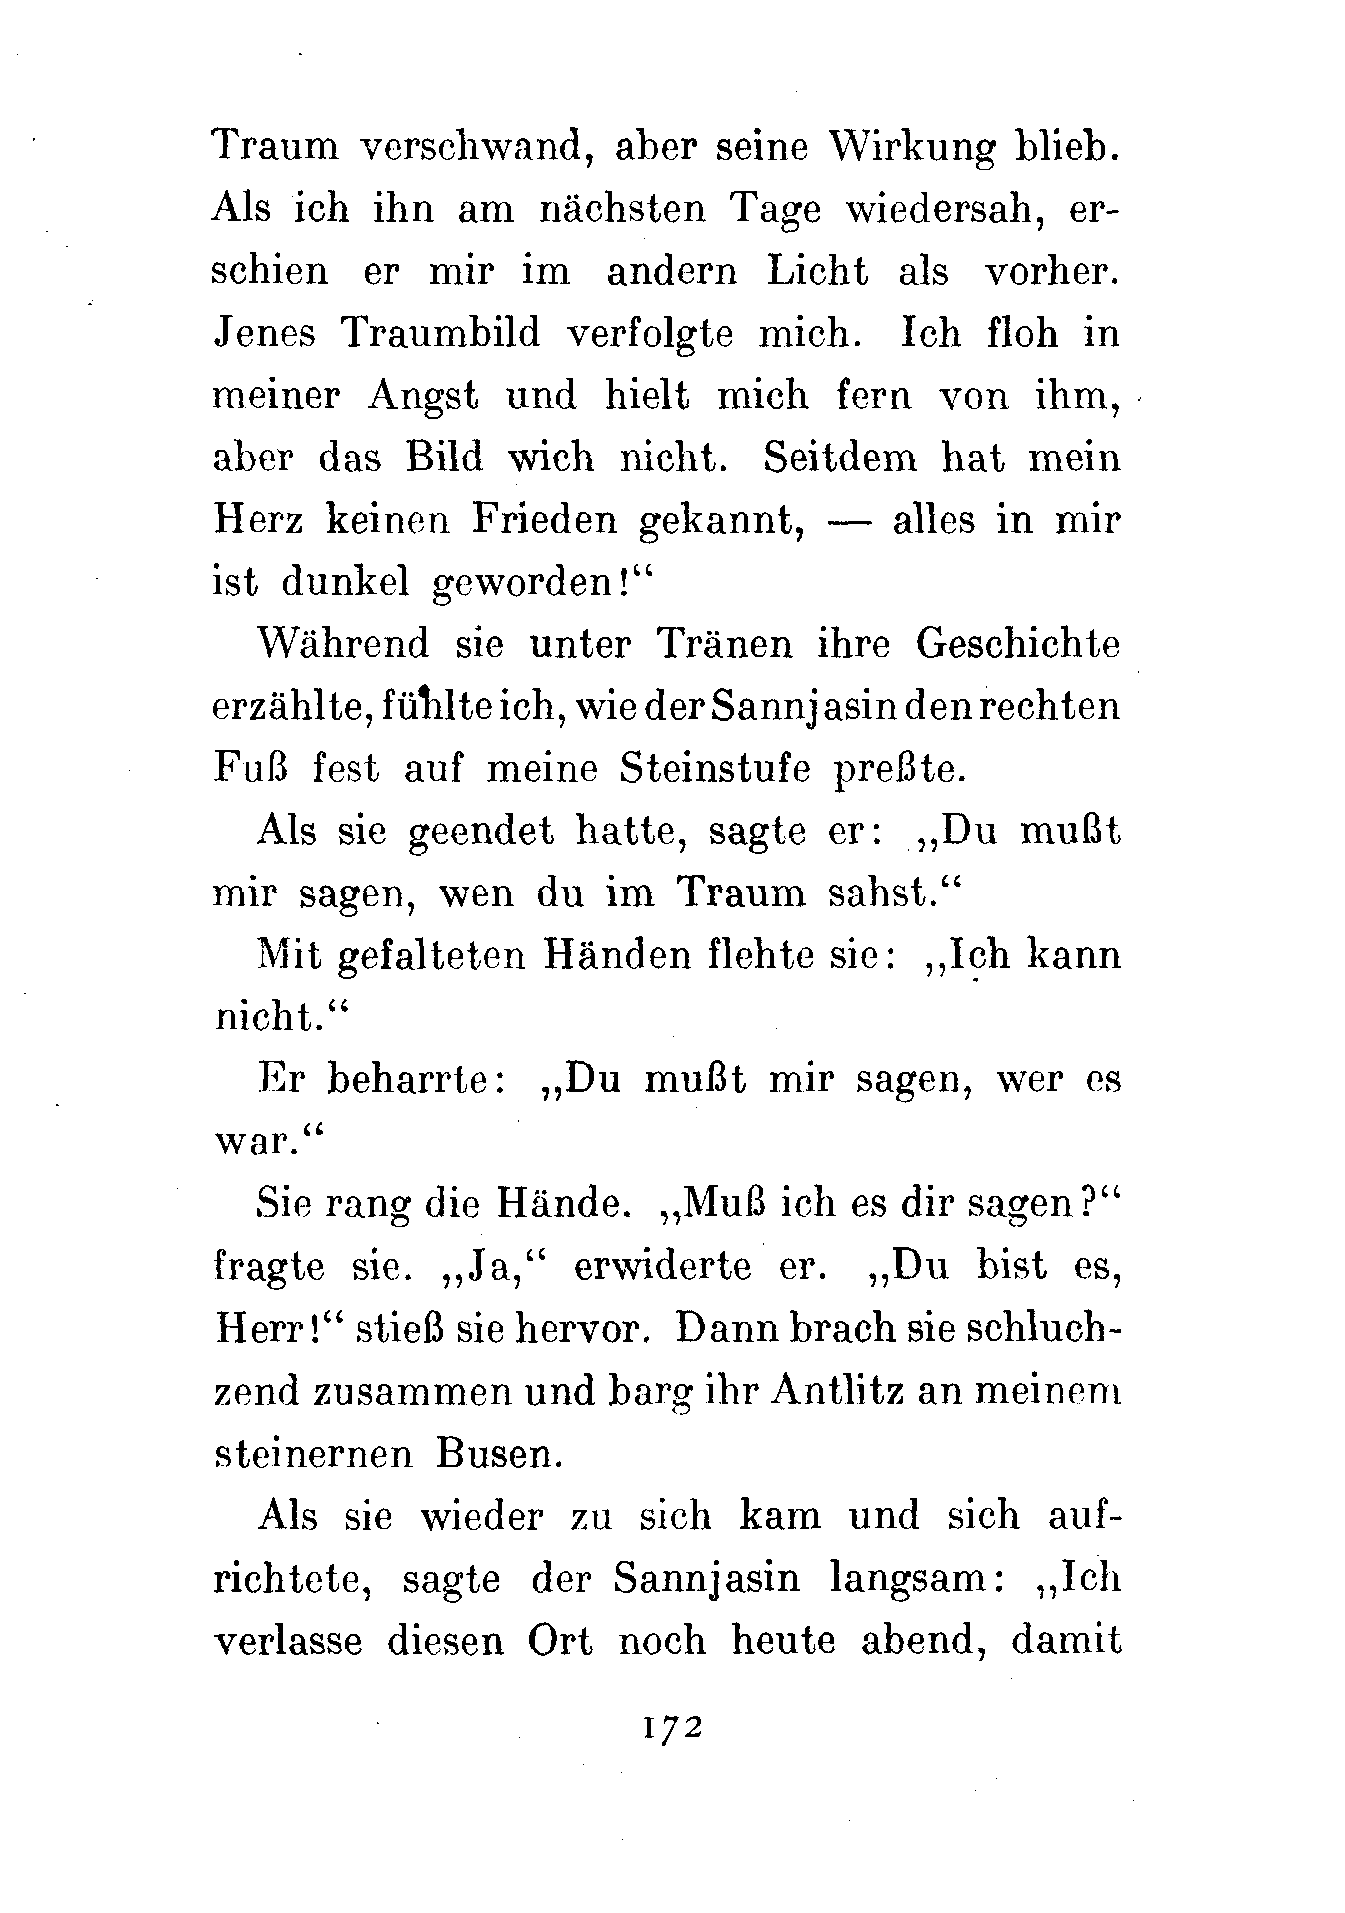 Traum verschwand, aber seine Wirkung blieb.
Als ich ihn am nächsten Tage wiedersah, er-
schien er mir im andern Licht als vorher.
Jenes Traumbild verfolgte mich. Ich floh in
meiner Angst und hielt mich fern von ihm,
aber das Bild wich nicht. Seitdem hat mein
Herz keinen Frieden gekannt, — alles in mir
ist dunkel geworden!“
Während sie unter Tränen ihre Geschichte
erzählte, fühlte ich, wie der Sannjasin den rechten
Fuß fest auf meine Steinstufe preßte.
Als sie geendet hatte, sagte er: „Du mußt
mir sagen, wen du im Traum sahst.“
Mit gefalteten Händen flehte sie: „Ich kann
nicht.“
Er beharrte: „Du mußt mir sagen, wer es
war.“
Sie rang die Hände. „Muß ich es dir sagen?“
fragte sie. „Ja,“ erwiderte er. „Du bist es,
Herr!“ stieß sie hervor. Dann brach sie schluch-
zend zusammen und barg ihr Antlitz an meinem
steinernen Busen.
Als sie wieder zu sich kam und sich auf-
richtete, sagte der Sannjasin langsam: „Ich
verlasse diesen Ort noch heute abend, damit
172